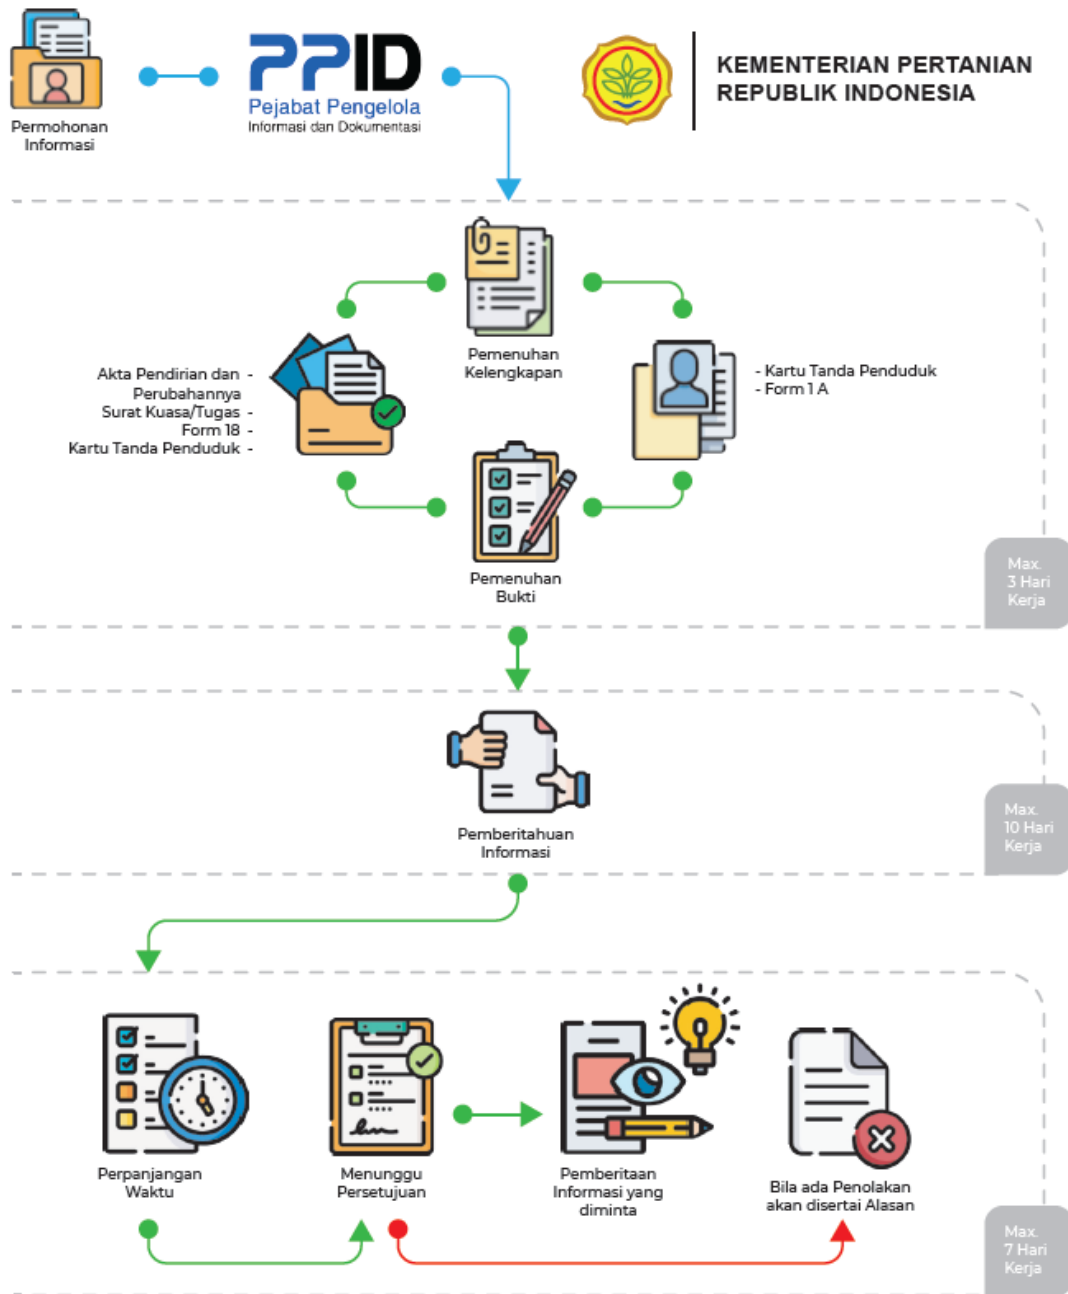 Permohonan
Informasi
PPID
Pejabat Pengelola
Informasi dan Dokumentasi
KEMENTERIAN PERTANIAN
REPUBLIK INDONESIA
Pemenuhan
Kelengkapan
Akta Pendirian dan -
Perubahannya
Surat Kuasa/Tugas -
Form 18 -
Kartu Tanda Penduduk -
- Kartu Tanda Penduduk
- Form 1 A
Pemenuhan
Bukti
Max.
3 Hari
Kerja
Pemberitahuan
Informasi
Max.
10 Hari
Kerja
Perpanjangan
Waktu
Menunggu
Persetujuan
Pemberitaan
Informasi yang
diminta
Bila ada Penolakan
akan disertai Alasan
Max.
7 Hari
Kerja